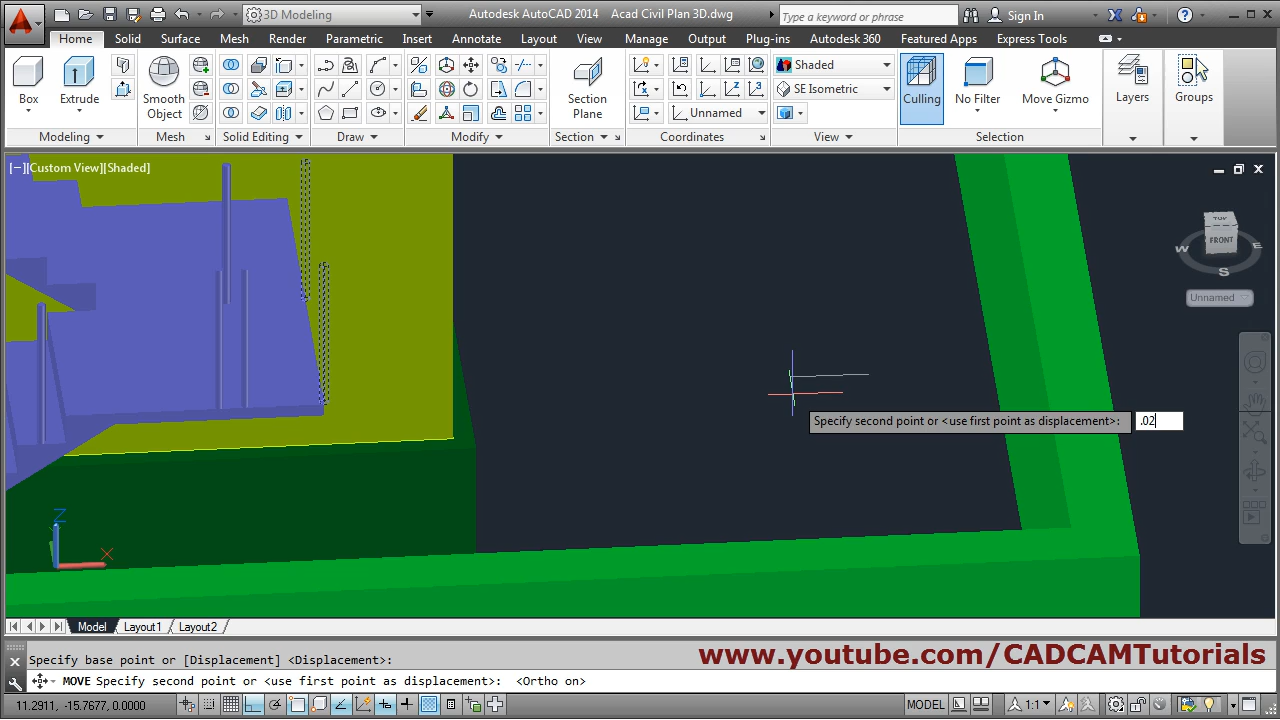 3D Modeling
Autodesk AutoCAD 2014 Acad Civil Plan 3D.dwg
Type a keyword or phrase
Sign In
Home Solid Surface Mesh Render Parametric Insert Annotate Layout View Manage Output Plug-ins Autodesk 360 Featured Apps Express Tools
Box
Extrude
Smooth Object
Section Plane
Unnamed
Shaded
SE Isometric
Culling
No Filter
Move Gizmo
Layers
Groups
Modeling
Mesh
Solid Editing
Draw
Modify
Section
Coordinates
View
Selection
[−][Custom View][Shaded]
TOP
FRONT
W
E
S
Unnamed
Specify second point or <use first point as displacement>: .02
Z
X
Model Layout1 Layout2
Specify base point or [Displacement] <Displacement>:
MOVE Specify second point or <use first point as displacement>: <Ortho on>
www.youtube.com/CADCAMTutorials
11.2911, -15.7677, 0.0000
MODEL
1:1